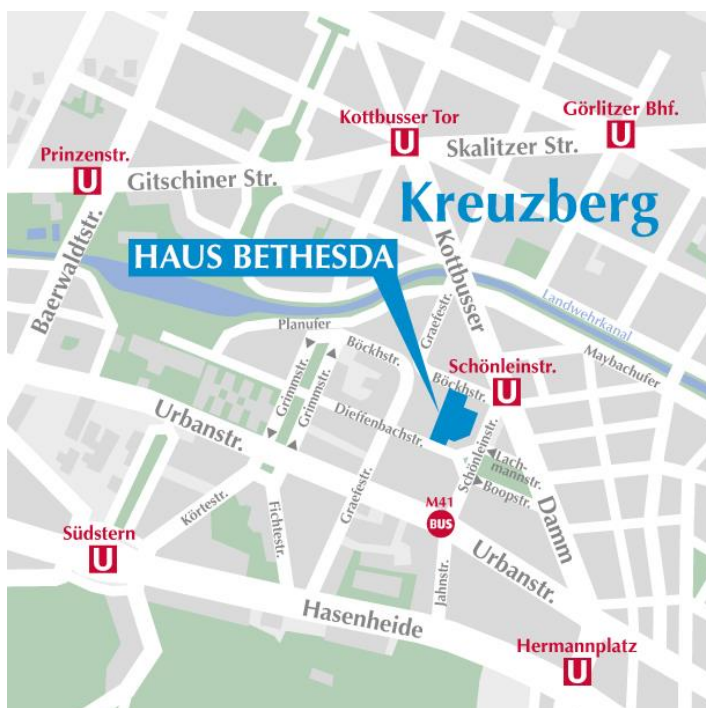 Görlitzer Bhf.
U
Kottbusser Tor
U
Skalitzer Str.
Prinzenstr.
U
Gitschiner Str.
Kreuzberg
Baerwaldtstr.
HAUS BETHESDA
Kottbusser
Damm
Landwehrkanal
Maybachufer
Planufer
Graefestr.
Böckhstr.
Böckhstr.
Schönleinstr.
U
Grimmstr.
Grimmstr.
Dieffenbachstr.
Schönleinstr.
Lach-
mannstr.
Boopstr.
Urbanstr.
Graefestr.
M41
BUS
Urbanstr.
Körtestr.
Fichtestr.
Südstern
U
Jahnstr.
Hasenheide
Hermannplatz
U